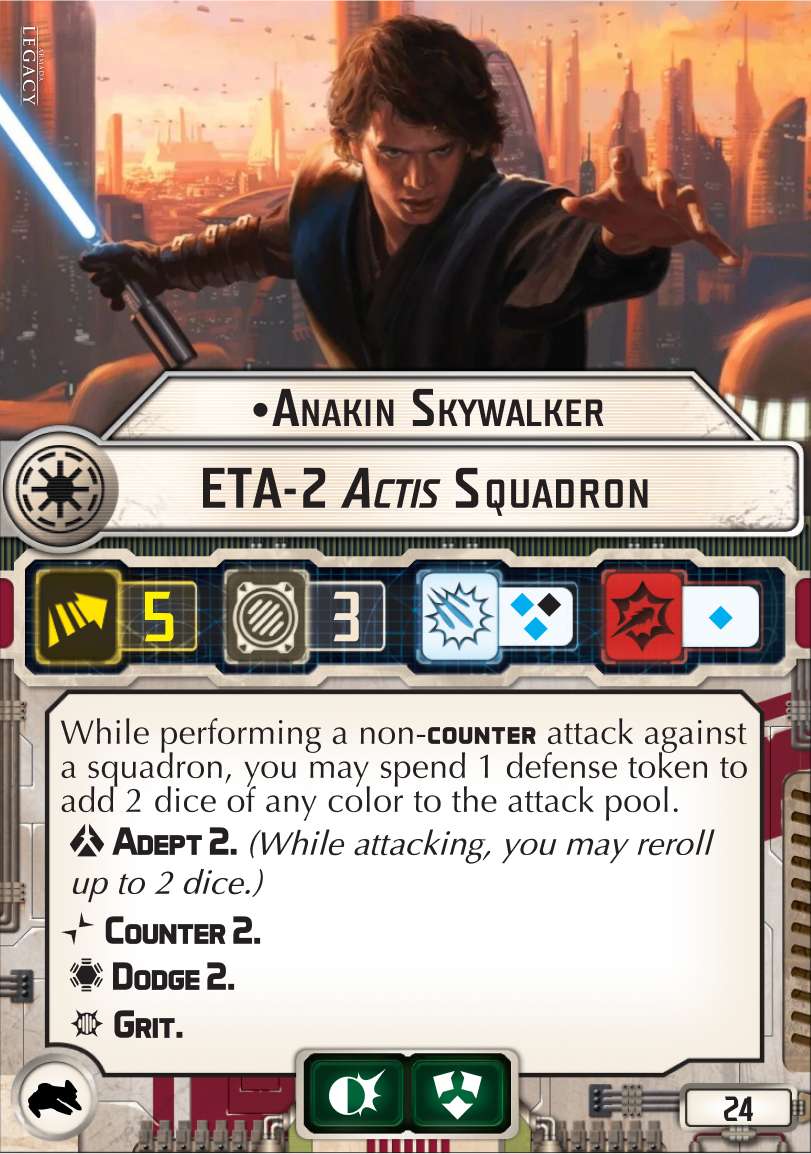 ARMADA
LEGACY
•Anakin Skywalker
ETA-2 Actis Squadron
5 3
While performing a non-COUNTER attack against
a squadron, you may spend 1 defense token to
add 2 dice of any color to the attack pool.
Adept 2. (While attacking, you may reroll
up to 2 dice.)
Counter 2.
Dodge 2.
Grit.
24